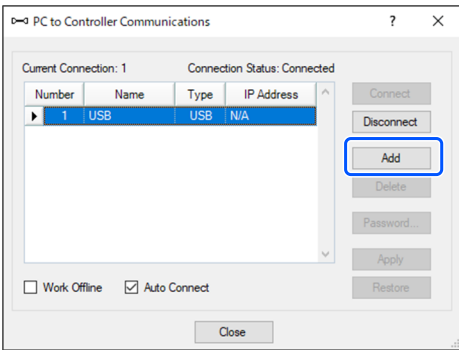 PC to Controller Communications ? ×
Current Connection: 1 Connection Status: Connected
Number Name Type IP Address
1 USB USB N/A
Connect
Disconnect
Add
Delete
Password...
Apply
Restore
Work Offline Auto Connect
Close